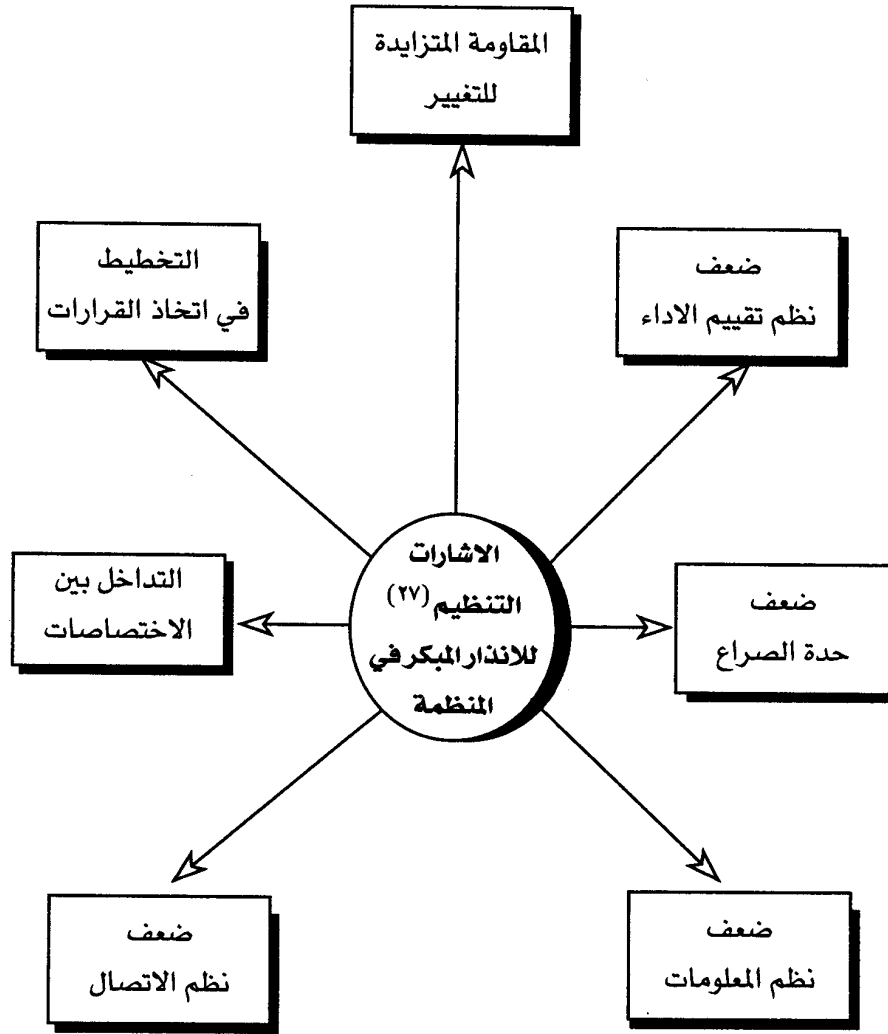 المقاومة المتزايدة
للتغيير
ضعف
نظم تقييم الاداء
التخطيط
في اتخاذ القرارات
الاشارات
التنظيم (٢٧)
للانذار المبكر في
المنظمة
ضعف
حدة الصراع
التداخل بين
الاختصاصات
ضعف
نظم المعلومات
ضعف
نظم الاتصال